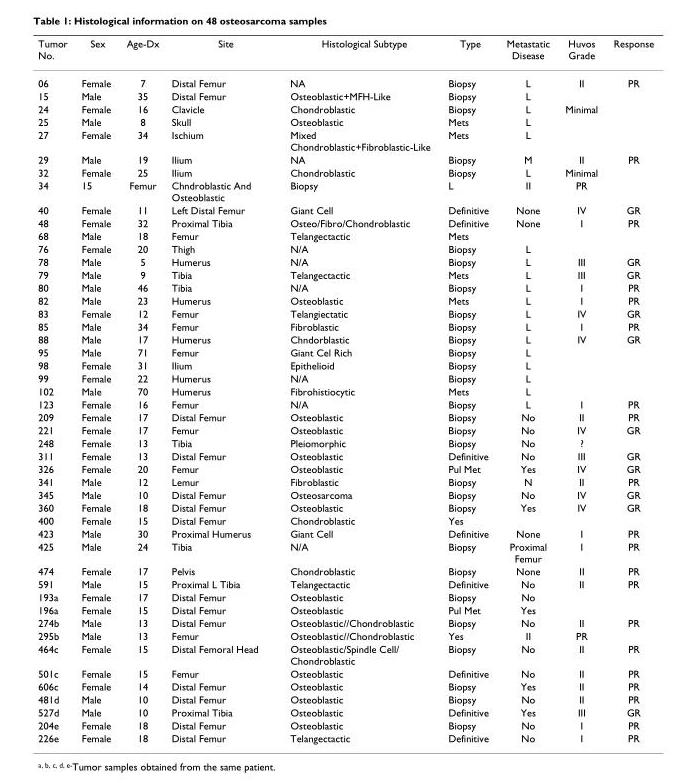 Table 1: Histological information on 48 osteosarcoma samples
Tumor No. Sex Age-Dx Site Histological Subtype Type Metastatic Disease Huvos Grade Response
06 Female 7 Distal Femur NA Biopsy L II PR
15 Male 35 Distal Femur Osteoblastic+MFH-Like Biopsy L
24 Female 16 Clavicle Chondroblastic Biopsy L Minimal
25 Male 8 Skull Osteoblastic Mets L
27 Female 34 Ischium Mixed Mets L
Chondroblastic+Fibroblastic-Like
29 Male 19 Ilium NA Biopsy M II PR
32 Female 25 Ilium Chondroblastic Biopsy L Minimal
34 15 Femur Chndroblastic And Biopsy L II PR
Osteoblastic
40 Female 11 Left Distal Femur Giant Cell Definitive None IV GR
48 Female 32 Proximal Tibia Osteo/Fibro/Chondroblastic Definitive None I PR
68 Male 18 Femur Telangectactic Mets
76 Female 20 Thigh N/A Biopsy L
78 Male 5 Humerus N/A Biopsy L III GR
79 Male 9 Tibia Telangectactic Mets L III GR
80 Male 46 Tibia N/A Biopsy L I PR
82 Male 23 Humerus Osteoblastic Mets L I PR
83 Female 12 Femur Telangiectatic Biopsy L IV GR
85 Male 34 Femur Fibroblastic Biopsy L I PR
88 Male 17 Humerus Chndorblastic Biopsy L IV GR
95 Male 71 Femur Giant Cel Rich Biopsy L
98 Female 31 Ilium Epithelioid Biopsy L
99 Female 22 Humerus N/A Biopsy L
102 Male 70 Humerus Fibrohistiocytic Mets L
123 Female 16 Femur N/A Biopsy L I PR
209 Female 17 Distal Femur Osteoblastic Biopsy No II PR
221 Female 17 Femur Osteoblastic Biopsy No IV GR
248 Female 13 Tibia Pleiomorphic Biopsy No ?
311 Female 13 Distal Femur Osteoblastic Definitive No III GR
326 Female 20 Femur Osteoblastic Pul Met Yes IV GR
341 Male 12 Lemur Fibroblastic Biopsy N II PR
345 Male 10 Distal Femur Osteosarcoma Biopsy No IV GR
360 Female 18 Distal Femur Osteoblastic Biopsy Yes IV GR
400 Female 15 Distal Femur Chondroblastic Yes
423 Male 30 Proximal Humerus Giant Cell Definitive None I PR
425 Male 24 Tibia N/A Biopsy Proximal I PR
Femur
474 Female 17 Pelvis Chondroblastic Biopsy None II PR
591 Male 15 Proximal L Tibia Telangectactic Definitive No II PR
193a Female 17 Distal Femur Osteoblastic Biopsy No
196a Female 15 Distal Femur Osteoblastic Pul Met Yes
274b Male 13 Distal Femur Osteoblastic//Chondroblastic Biopsy No II PR
295b Male 13 Femur Osteoblastic//Chondroblastic Yes II PR
464c Female 15 Distal Femoral Head Osteoblastic/Spindle Cell/ Biopsy No II PR
Chondroblastic
501c Female 15 Femur Osteoblastic Definitive No II PR
606c Female 14 Distal Femur Osteoblastic Biopsy Yes II PR
481d Male 10 Distal Femur Osteoblastic Biopsy No II PR
527d Male 10 Proximal Tibia Osteoblastic Definitive Yes III GR
204e Female 18 Distal Femur Osteoblastic Biopsy No I PR
226e Female 18 Distal Femur Telangectactic Definitive No I PR
a, b, c, d, e-Tumor samples obtained from the same patient.